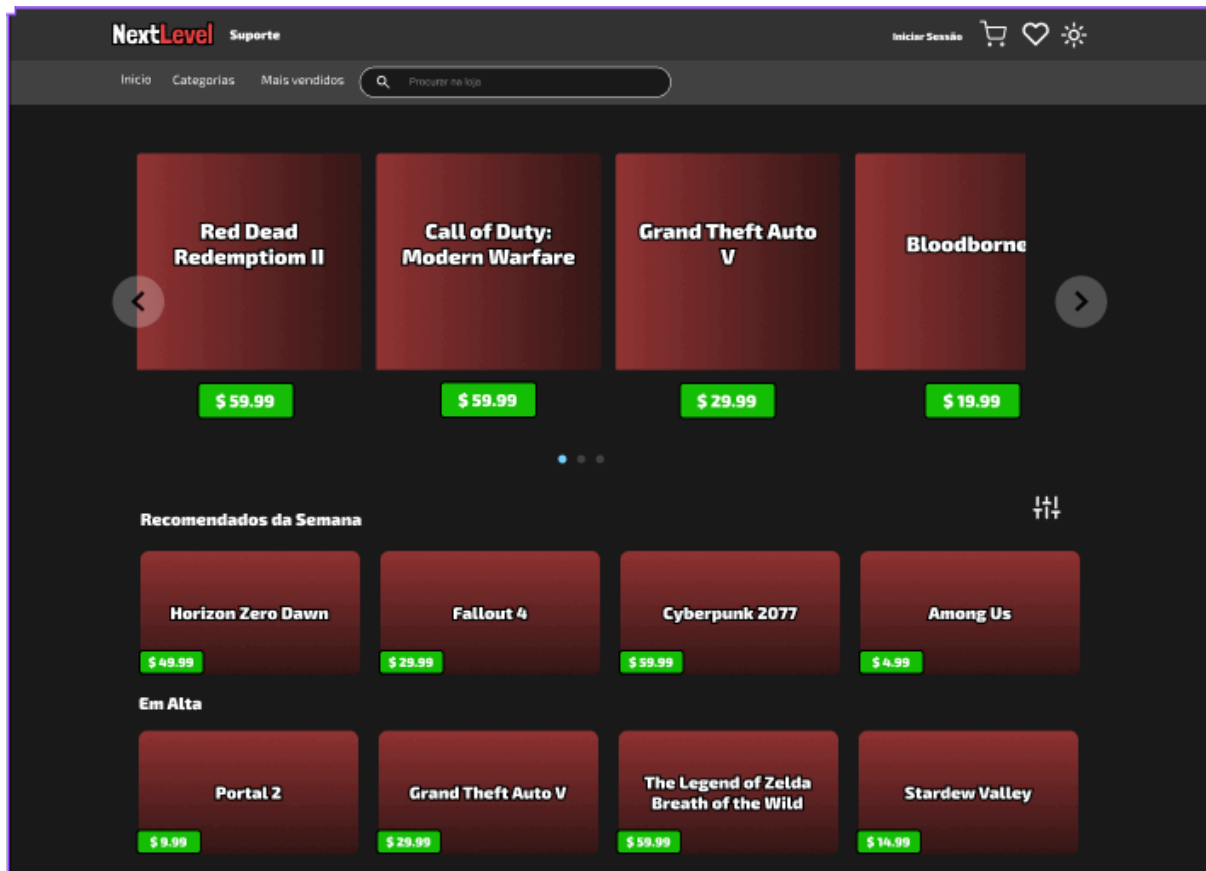 NextLevel Suporte Iniciar Sessão
Inicio Categorias Mais vendidos Procurar na loja
Red Dead
Redemptiom II
Call of Duty:
Modern Warfare
Grand Theft Auto
V
Bloodborne
$ 59.99 $ 59.99 $ 29.99 $ 19.99
Recomendados da Semana
Horizon Zero Dawn Fallout 4 Cyberpunk 2077 Among Us
$ 49.99 $ 29.99 $ 59.99 $ 4.99
Em Alta
Portal 2 Grand Theft Auto V
The Legend of Zelda
Breath of the Wild
Stardew Valley
$ 9.99 $ 29.99 $ 59.99 $ 14.99